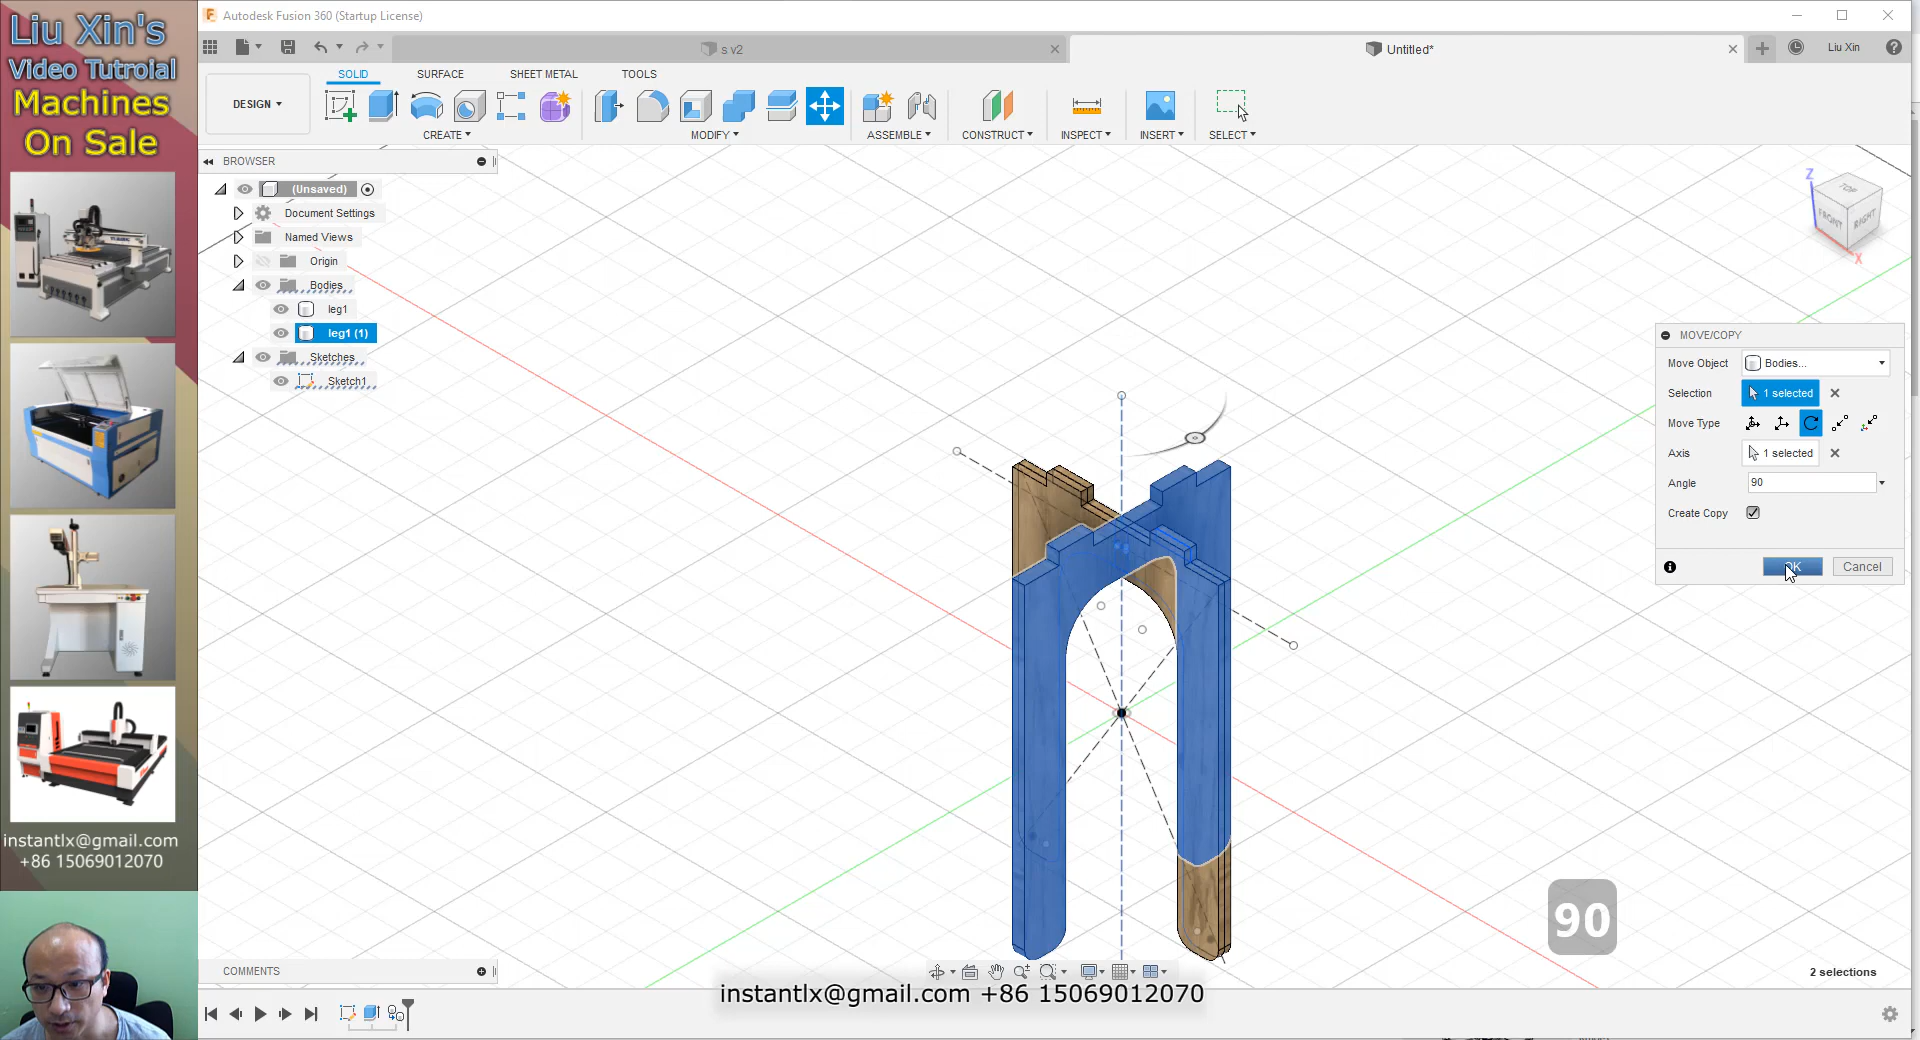 Liu Xin's
Video Tutroial
Machines
On Sale
instantlx@gmail.com
+86 15069012070
Autodesk Fusion 360 (Startup License)
s v2
Untitled*
Liu Xin
DESIGN
SOLID
SURFACE
SHEET METAL
TOOLS
CREATE
MODIFY
ASSEMBLE
CONSTRUCT
INSPECT
INSERT
SELECT
BROWSER
(Unsaved)
Document Settings
Named Views
Origin
Bodies
leg1
leg1 (1)
Sketches
Sketch1
Z
TOP
FRONT
RIGHT
X
MOVE/COPY
Move Object
Bodies...
Selection
1 selected
Move Type
Axis
1 selected
Angle
90
Create Copy
OK
Cancel
90
COMMENTS
2 selections
instantlx@gmail.com +86 15069012070